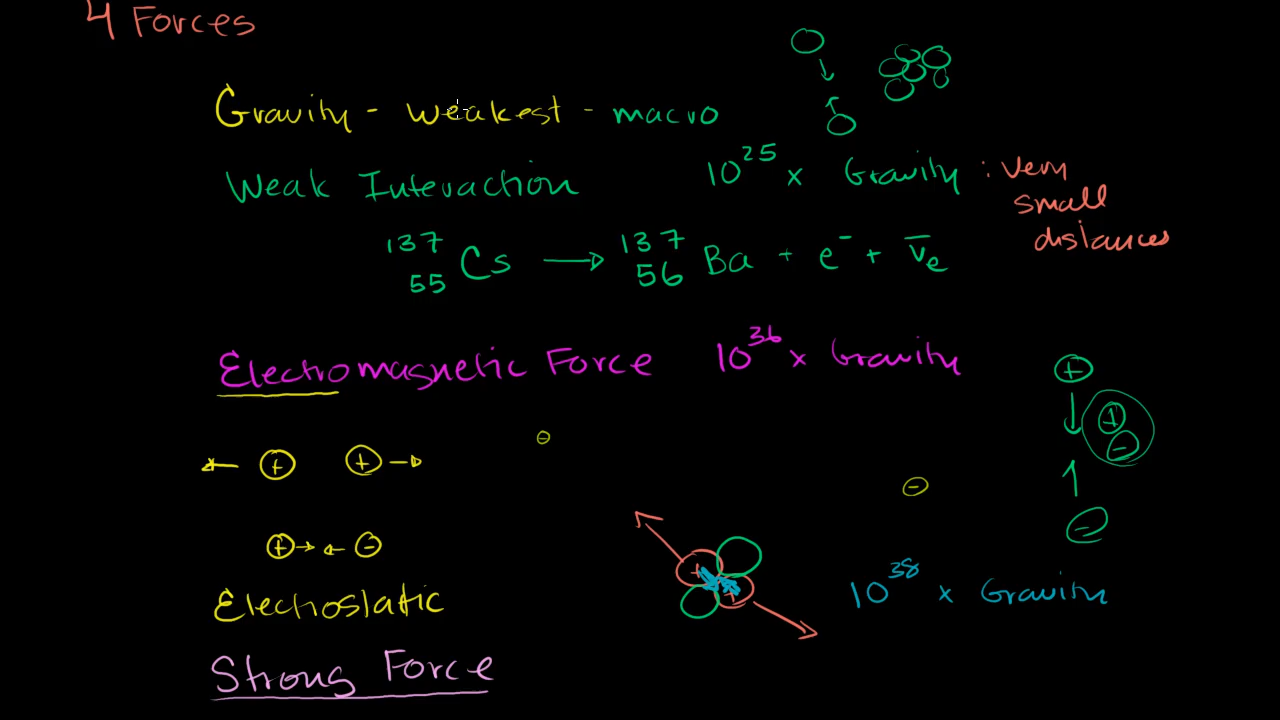 4 Forces
Gravity - weakest - macro
Weak Interaction 10^25 x Gravity : very
small
distances
137 55 Cs → 137 56 Ba + e⁻ + ν̄e
Electromagnetic Force 10^36 x Gravity
+
+ -
← + + →
-
-
+ → ← -
-
+
+
10^38 x Gravity
Electrostatic
Strong Force